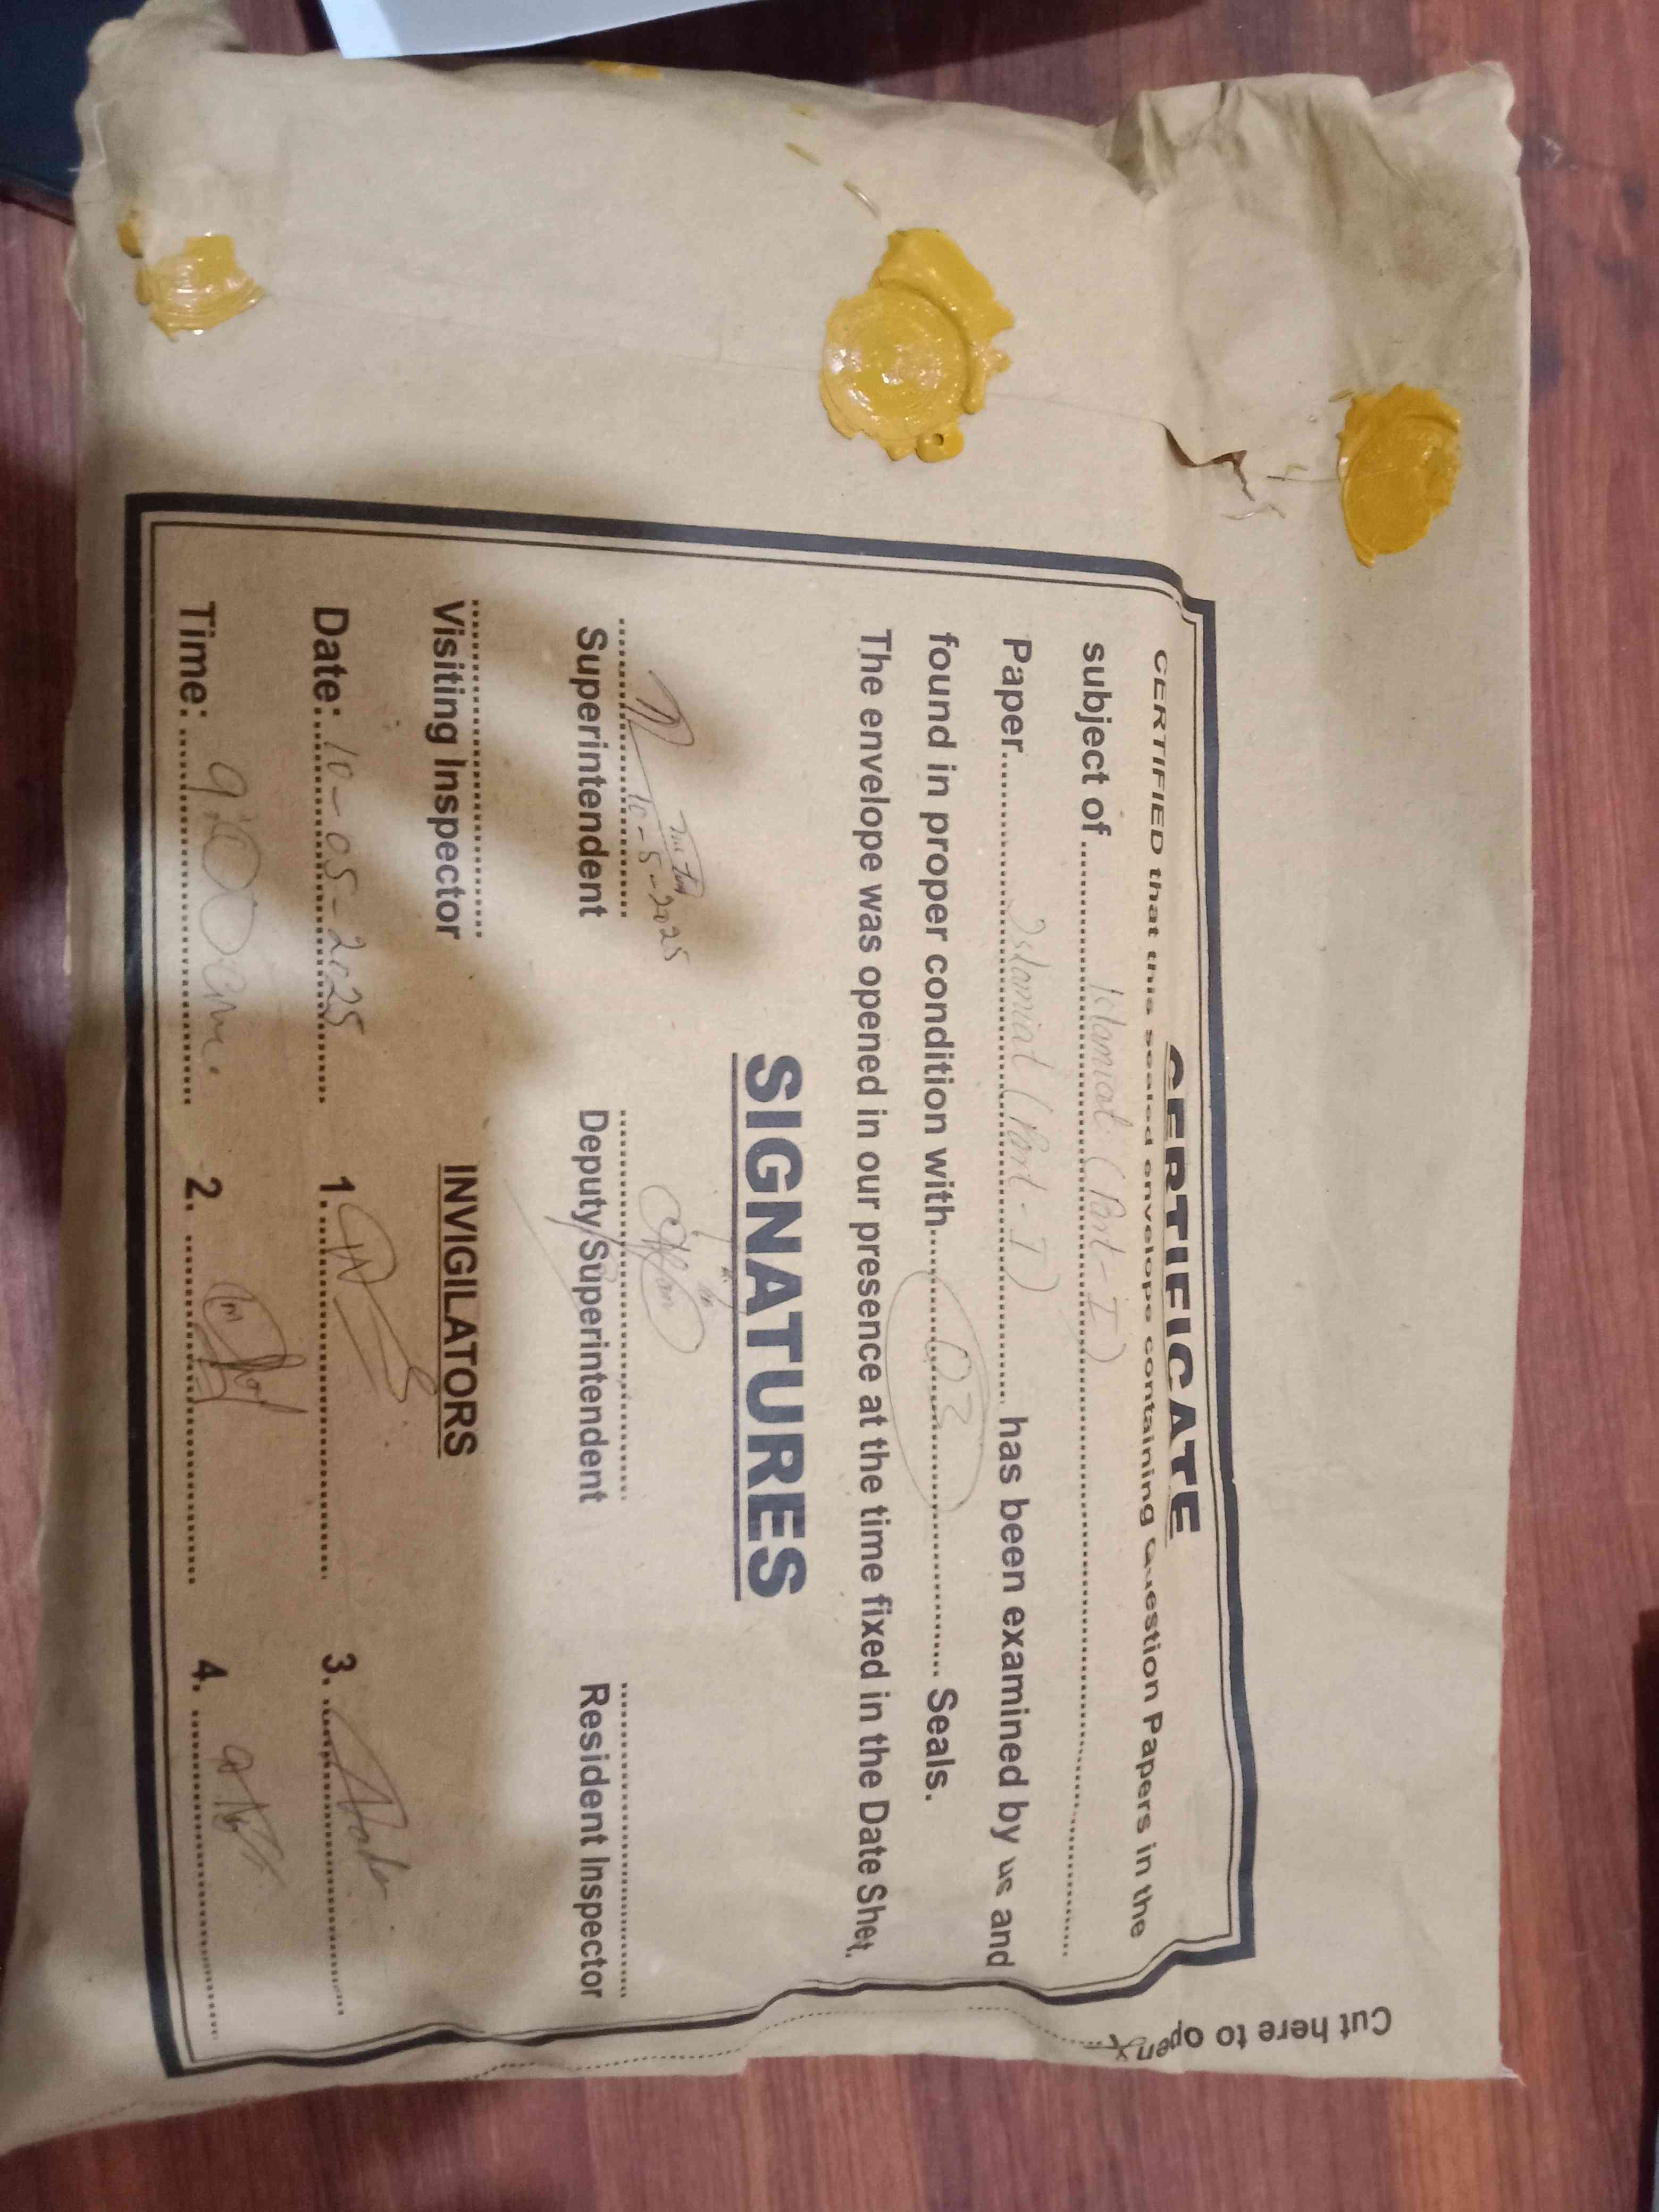 CERTIFICATE
CERTIFIED that this sealed envelope containing Question Papers in the
subject of Islamiat (Part-I)
Paper Islamiat (Part-I) has been examined by us and
found in proper condition with 03 Seals.
The envelope was opened in our presence at the time fixed in the Date Sheet.
SIGNATURES
10-5-2025
Superintendent Deputy/Superintendent Resident Inspector
Visiting Inspector INVIGILATORS
Date: 10-05-2025 1. 3.
Time: 9:00 am. 2. 4.
Cut here to open